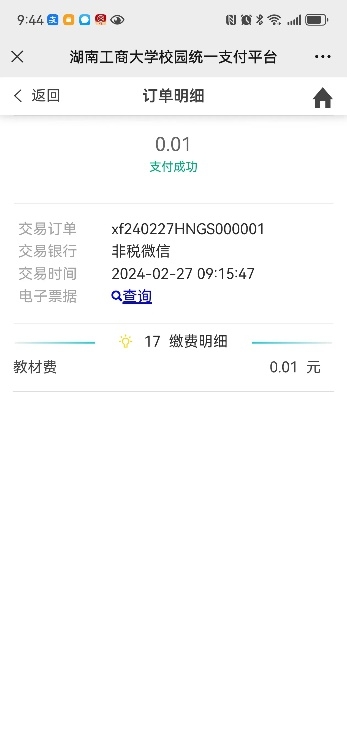 9:44
湖南工商大学校园统一支付平台
返回 订单明细
0.01
支付成功
交易订单 xf240227HNGS000001
交易银行 非税微信
交易时间 2024-02-27 09:15:47
电子票据 查询
17 缴费明细
教材费 0.01 元